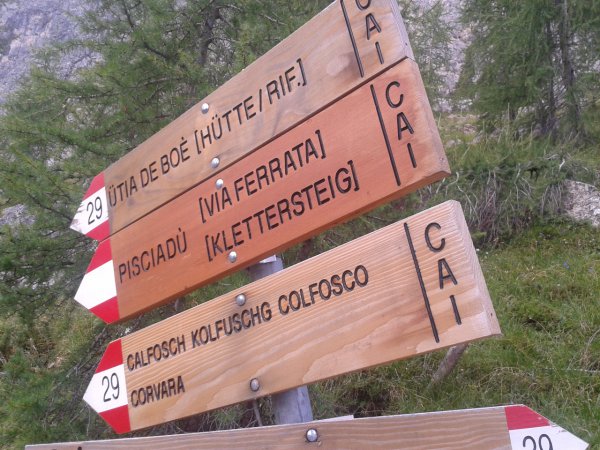 29 ÜTIA DE BOÈ [HÜTTE/RIF.] CAI
PISCIADÙ [VIA FERRATA] CAI
[KLETTERSTEIG]
CALFOSCH KOLFUSCHG COLFOSCO CAI
29
CORVARA
29